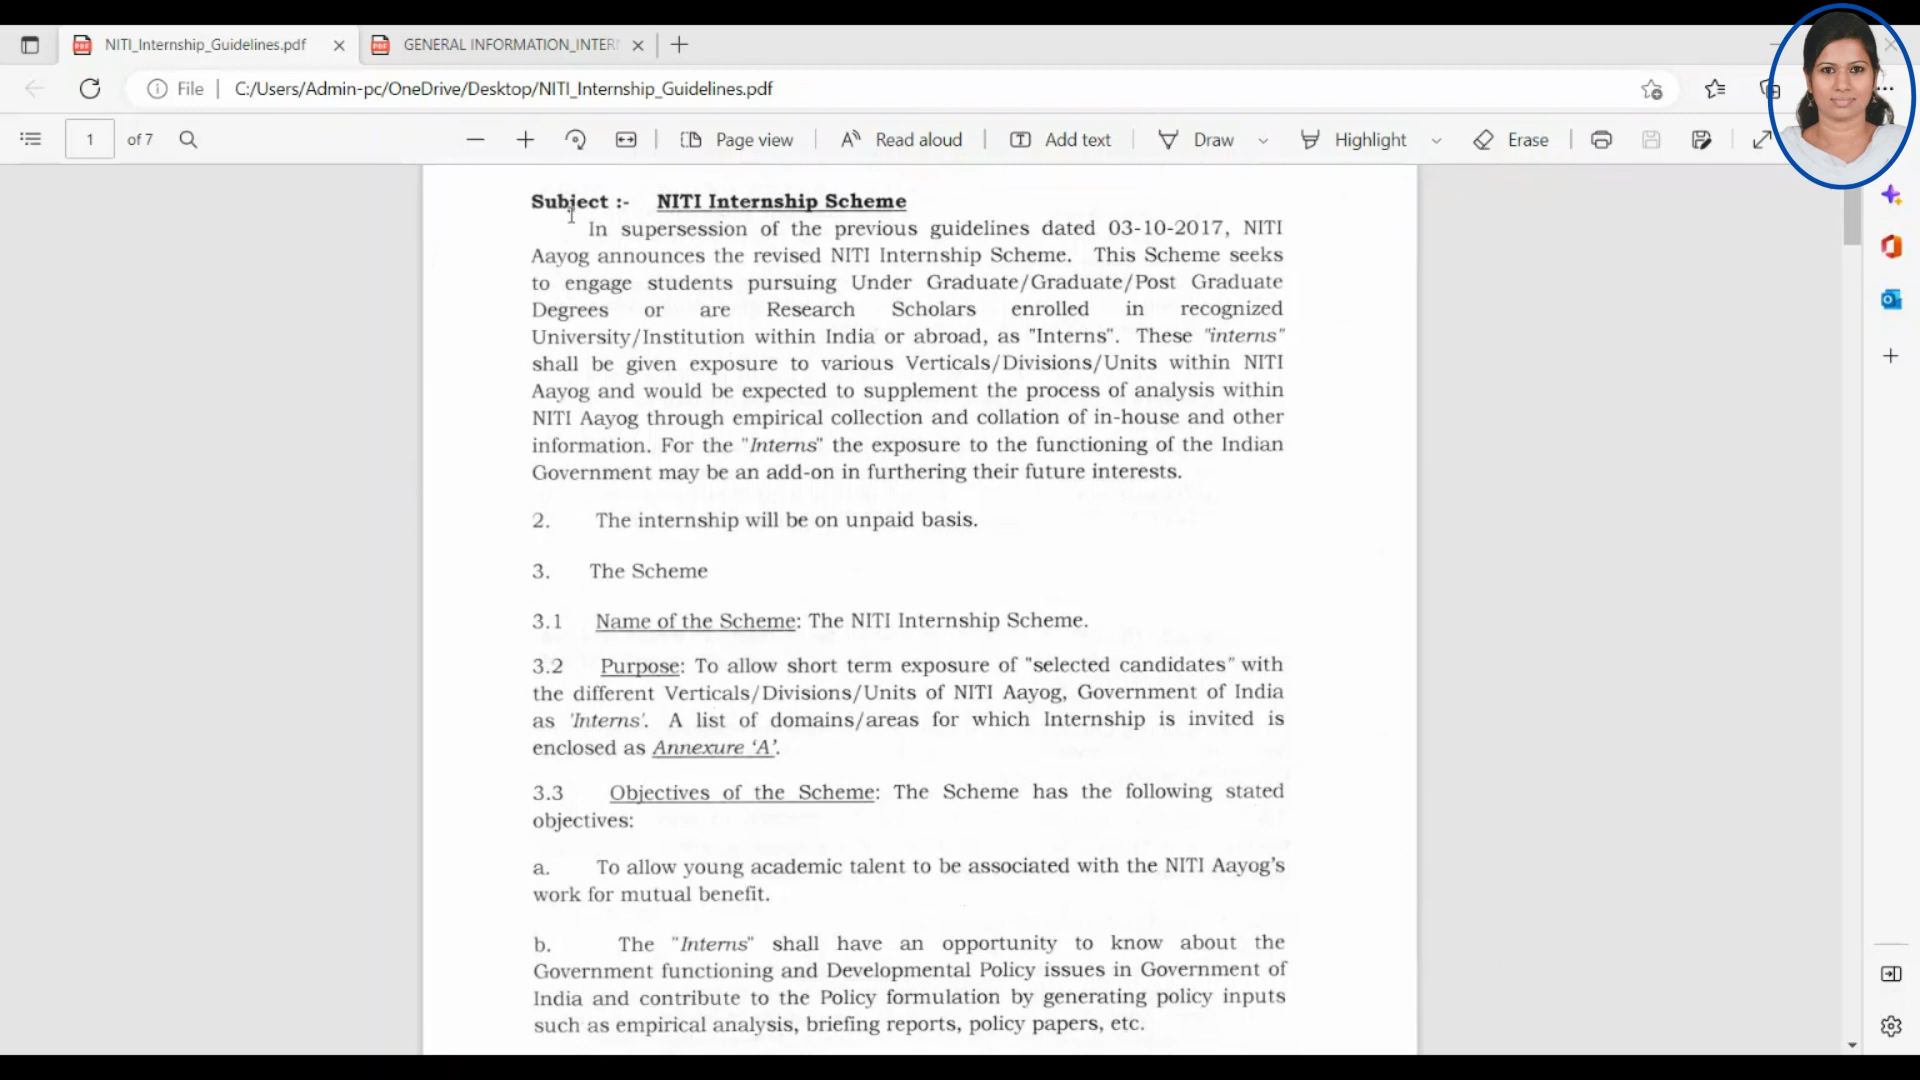 NITI_Internship_Guidelines.pdf
GENERAL INFORMATION_INTER
File
C:/Users/Admin-pc/OneDrive/Desktop/NITI_Internship_Guidelines.pdf
1 of 7
Page view
Read aloud
Add text
Draw
Highlight
Erase
Subject :- NITI Internship Scheme
In supersession of the previous guidelines dated 03-10-2017, NITI
Aayog announces the revised NITI Internship Scheme. This Scheme seeks
to engage students pursuing Under Graduate/Graduate/Post Graduate
Degrees or are Research Scholars enrolled in recognized
University/Institution within India or abroad, as "Interns". These "interns"
shall be given exposure to various Verticals/Divisions/Units within NITI
Aayog and would be expected to supplement the process of analysis within
NITI Aayog through empirical collection and collation of in-house and other
information. For the "Interns" the exposure to the functioning of the Indian
Government may be an add-on in furthering their future interests.
2. The internship will be on unpaid basis.
3. The Scheme
3.1 Name of the Scheme: The NITI Internship Scheme.
3.2 Purpose: To allow short term exposure of "selected candidates" with
the different Verticals/Divisions/Units of NITI Aayog, Government of India
as 'Interns'. A list of domains/areas for which Internship is invited is
enclosed as Annexure 'A'.
3.3 Objectives of the Scheme: The Scheme has the following stated
objectives:
a. To allow young academic talent to be associated with the NITI Aayog's
work for mutual benefit.
b. The "Interns" shall have an opportunity to know about the
Government functioning and Developmental Policy issues in Government of
India and contribute to the Policy formulation by generating policy inputs
such as empirical analysis, briefing reports, policy papers, etc.